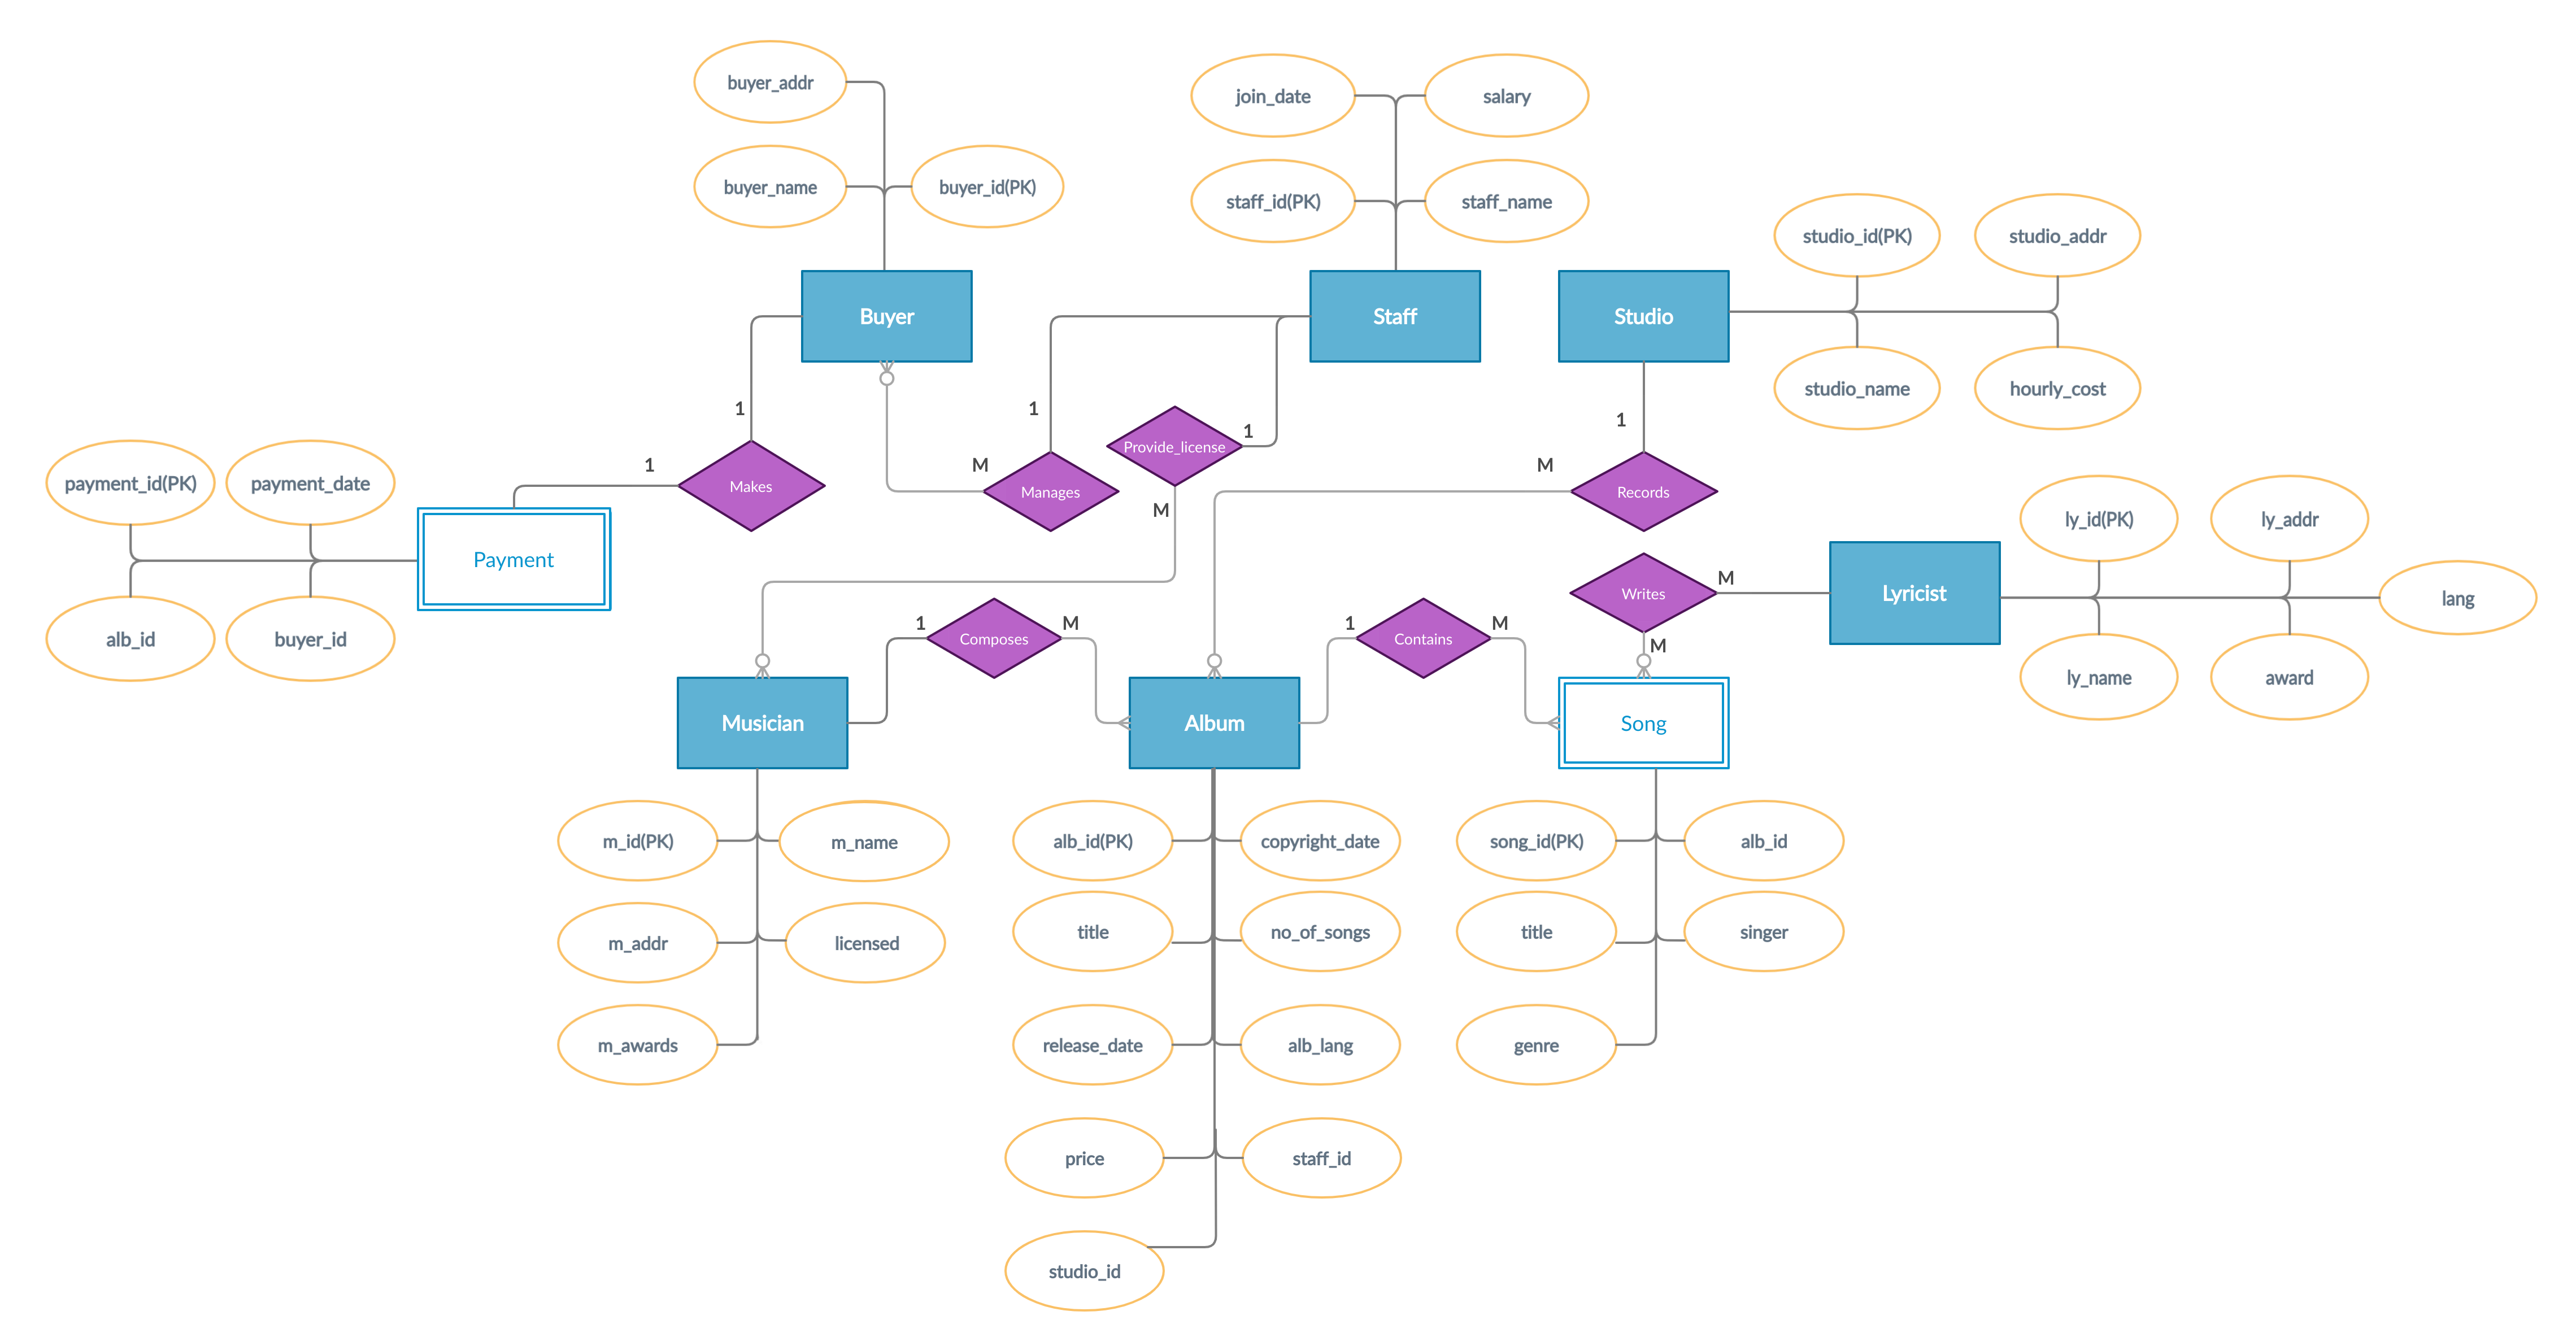 buyer_addr
join_date
salary
buyer_name
buyer_id(PK)
staff_id(PK)
staff_name
studio_id(PK)
studio_addr
Buyer
Staff
Studio
studio_name
hourly_cost
1
1
1
1
Provide_license
1
M
M
payment_id(PK)
payment_date
Makes
Manages
Records
M
ly_id(PK)
ly_addr
Payment
Writes
M
Lyricist
lang
alb_id
buyer_id
1
Composes
M
1
Contains
M
M
ly_name
award
Musician
Album
Song
m_id(PK)
m_name
alb_id(PK)
copyright_date
song_id(PK)
alb_id
m_addr
licensed
title
no_of_songs
title
singer
m_awards
release_date
alb_lang
genre
price
staff_id
studio_id